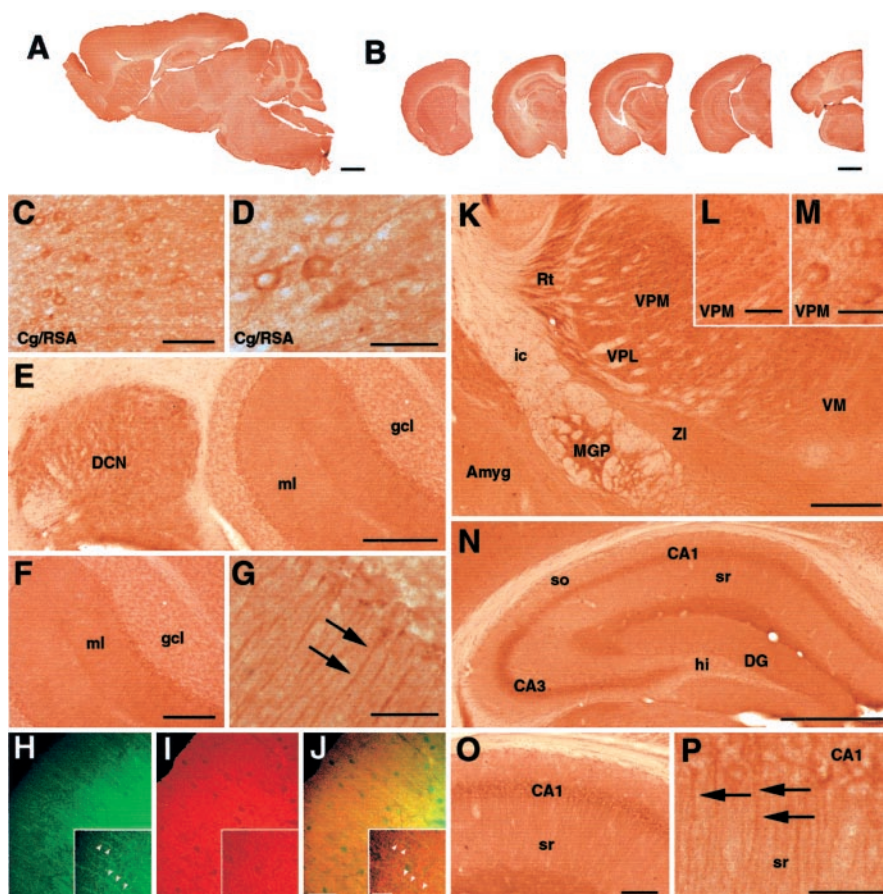 A
B
C
Cg/RSA
D
Cg/RSA
E
DCN
ml
gcl
F
ml
gcl
G
H
I
J
K
Rt
VPM
ic
VPL
ZI
VM
MGP
Amyg
L
VPM
M
VPM
N
CA1
so
sr
DG
hi
CA3
O
CA1
sr
P
CA1
sr